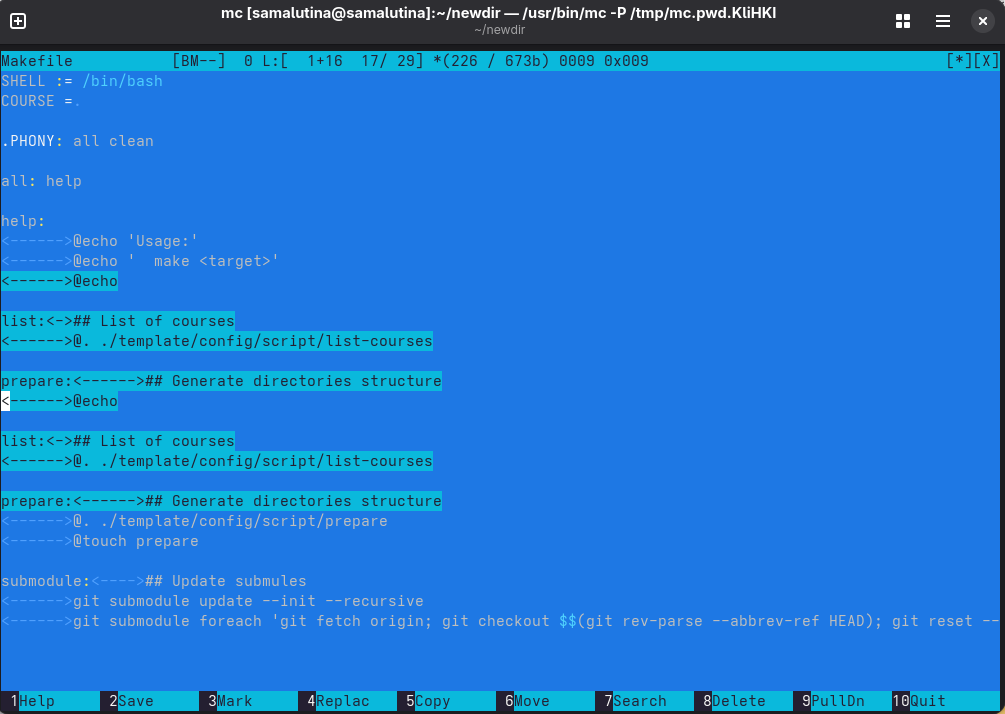 mc [samalutina@samalutina]:~/newdir — /usr/bin/mc -P /tmp/mc.pwd.KliHKI
~/newdir
Makefile           [BM--]  0 L:[  1+16  17/ 29] *(226 / 673b) 0009 0x009                                 [*][X]
SHELL := /bin/bash
COURSE =.
.PHONY: all clean
all: help
help:
<------>@echo 'Usage:'
<------>@echo '  make <target>'
<------>@echo
list:<->## List of courses
<------>@. ./template/config/script/list-courses
prepare:<------>## Generate directories structure
<------>@echo
list:<->## List of courses
<------>@. ./template/config/script/list-courses
prepare:<------>## Generate directories structure
<------>@. ./template/config/script/prepare
<------>@touch prepare
submodule:<---->## Update submules
<------>git submodule update --init --recursive
<------>git submodule foreach 'git fetch origin; git checkout $$(git rev-parse --abbrev-ref HEAD); git reset --
1Help 2Save 3Mark 4Replac 5Copy 6Move 7Search 8Delete 9PullDn 10Quit